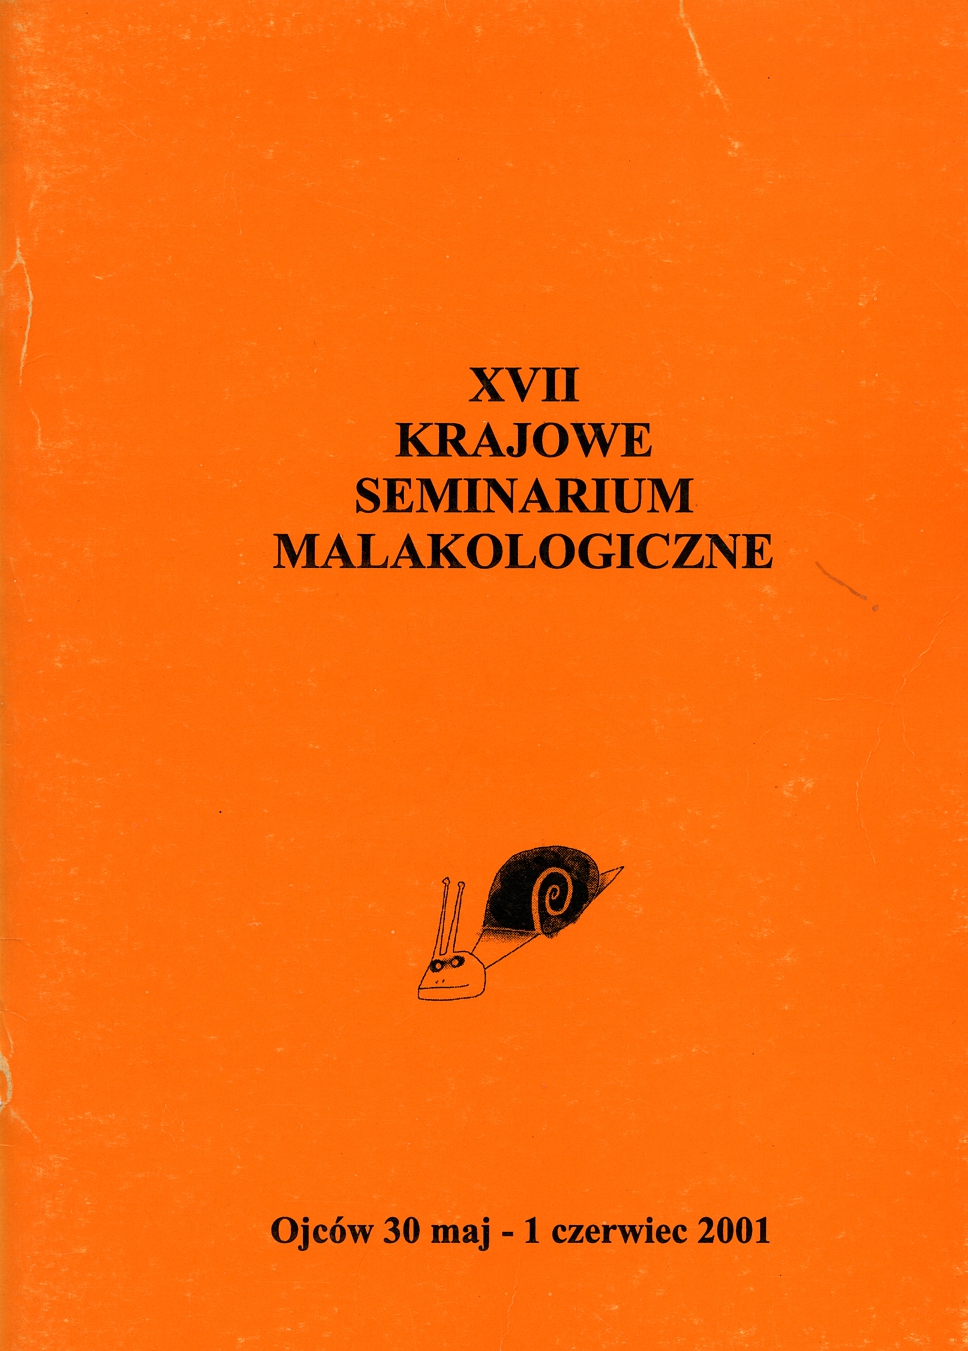 XVII
KRAJOWE
SEMINARIUM
MALAKOLOGICZNE
Ojców 30 maj - 1 czerwiec 2001